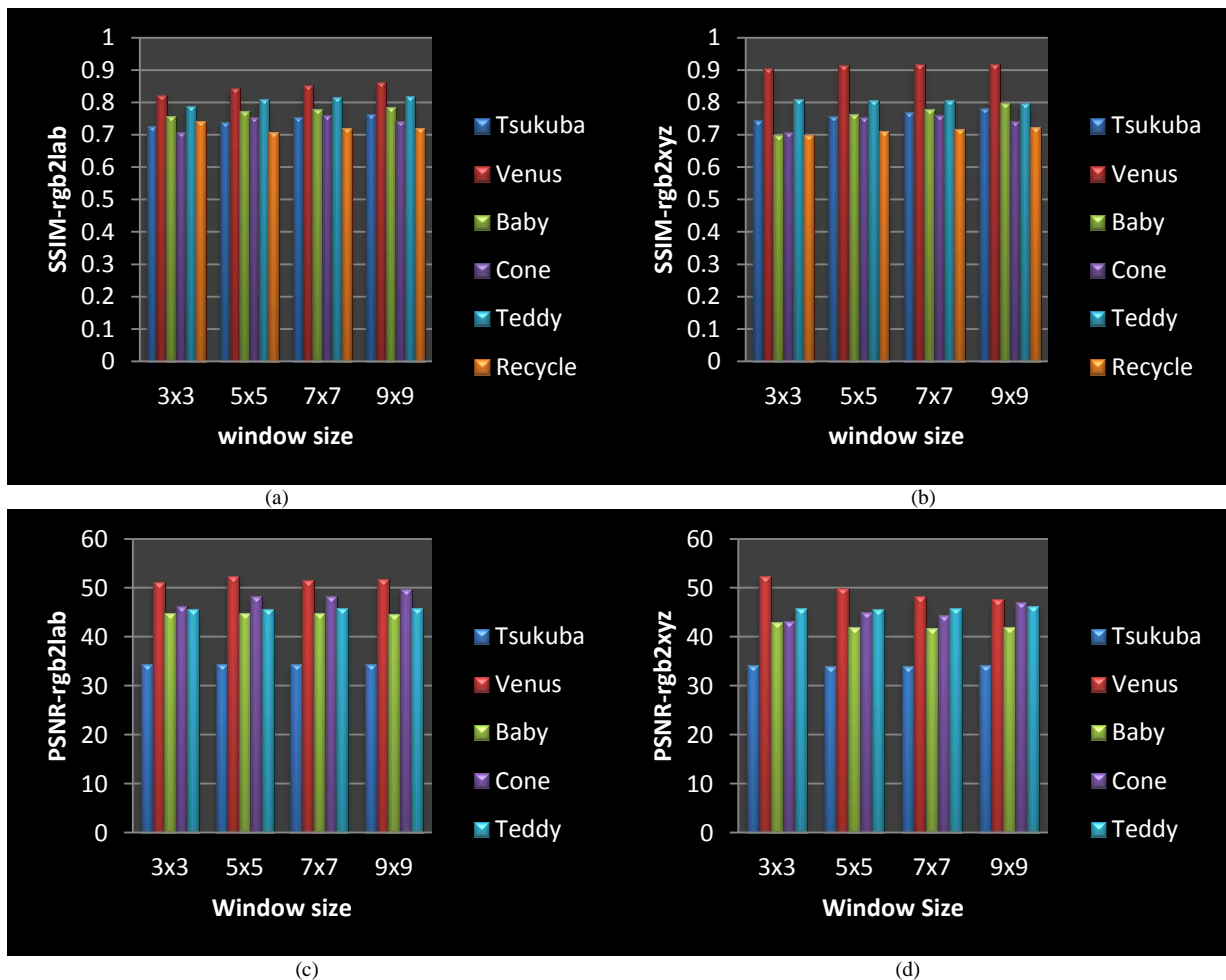 SSIM-rgb2lab
1
0.9
0.8
0.7
0.6
0.5
0.4
0.3
0.2
0.1
0
3x3 5x5 7x7 9x9
window size
Tsukuba
Venus
Baby
Cone
Teddy
Recycle
SSIM-rgb2xyz
1
0.9
0.8
0.7
0.6
0.5
0.4
0.3
0.2
0.1
0
3x3 5x5 7x7 9x9
window size
Tsukuba
Venus
Baby
Cone
Teddy
Recycle
(a)
(b)
PSNR-rgb2lab
60
50
40
30
20
10
0
3x3 5x5 7x7 9x9
Window size
Tsukuba
Venus
Baby
Cone
Teddy
PSNR-rgb2xyz
60
50
40
30
20
10
0
3x3 5x5 7x7 9x9
Window Size
Tsukuba
Venus
Baby
Cone
Teddy
(c)
(d)